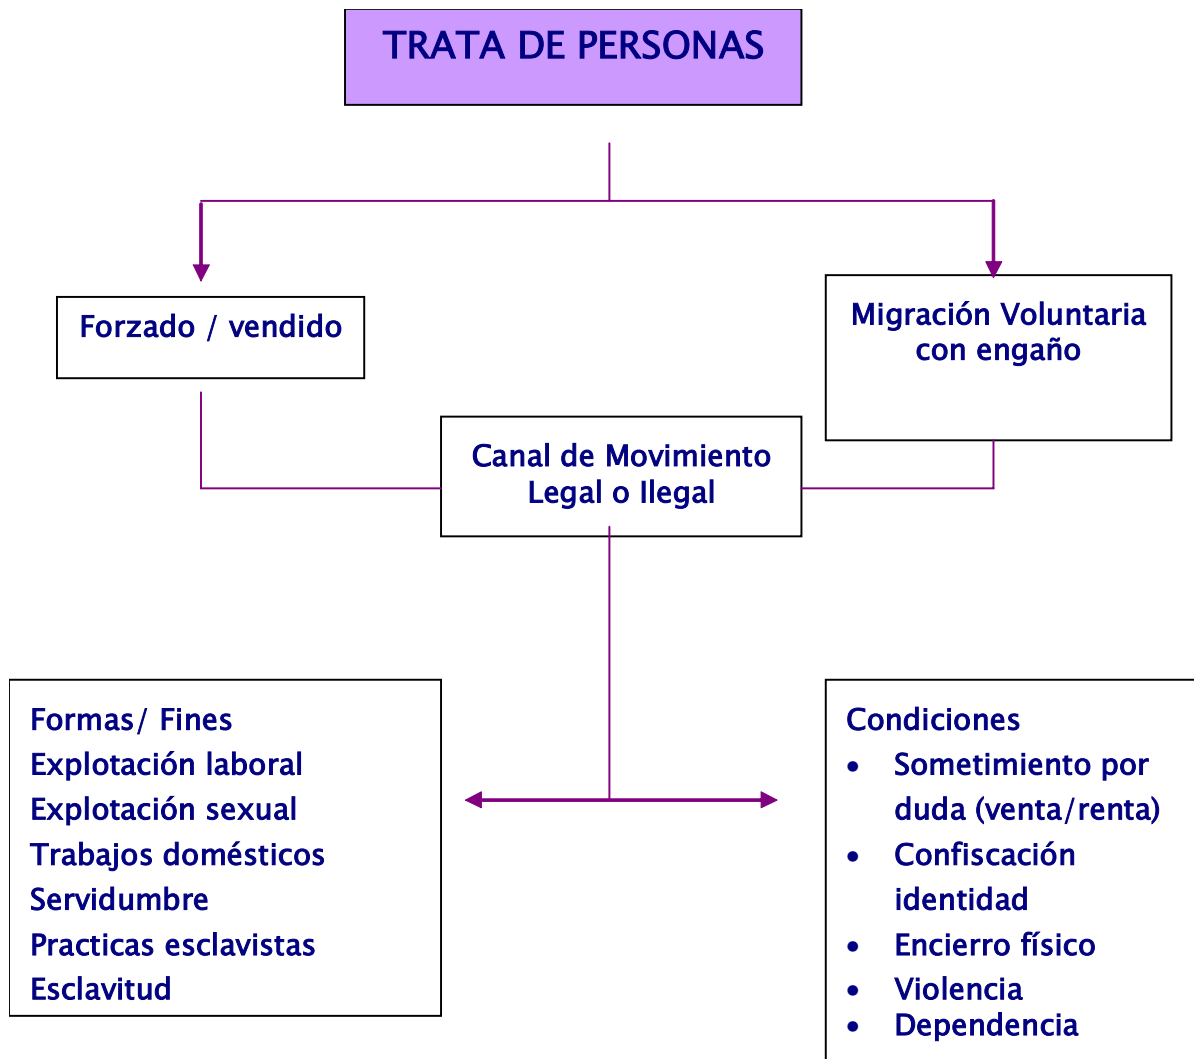 TRATA DE PERSONAS
Forzado / vendido
Migración Voluntaria
con engaño
Canal de Movimiento
Legal o Ilegal
Formas/ Fines
Explotación laboral
Explotación sexual
Trabajos domésticos
Servidumbre
Practicas esclavistas
Esclavitud
Condiciones
• Sometimiento por
duda (venta/renta)
• Confiscación
identidad
• Encierro físico
• Violencia
• Dependencia